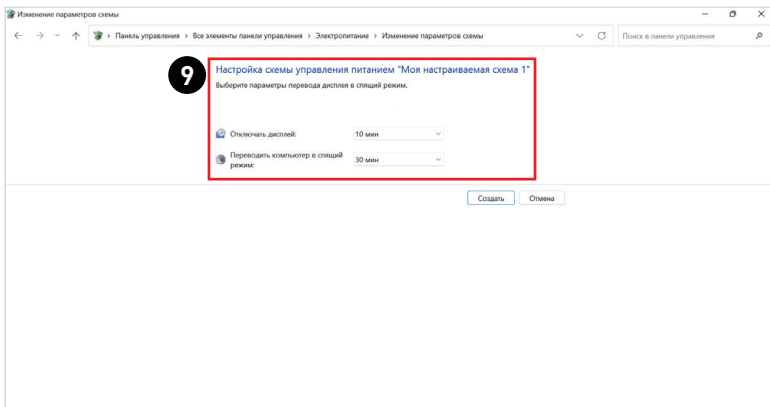 Изменение параметров схемы
Панель управления > Все элементы панели управления > Электропитание > Изменение параметров схемы
Поиск в панели управления
9
Настройка схемы управления питанием "Моя настраиваемая схема 1"
Выберите параметры перевода дисплея в спящий режим.
Отключать дисплей: 10 мин
Переводить компьютер в спящий
режим: 30 мин
Создать Отмена